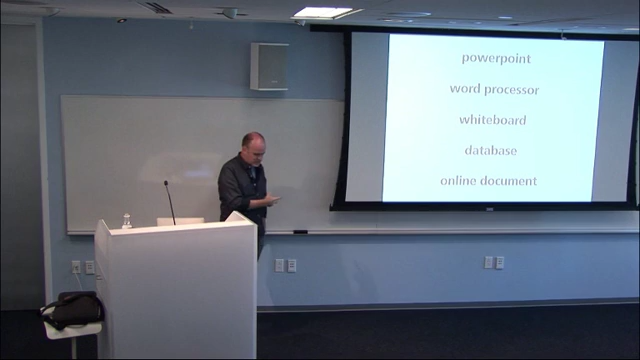 powerpoint
word processor
whiteboard
database
online document